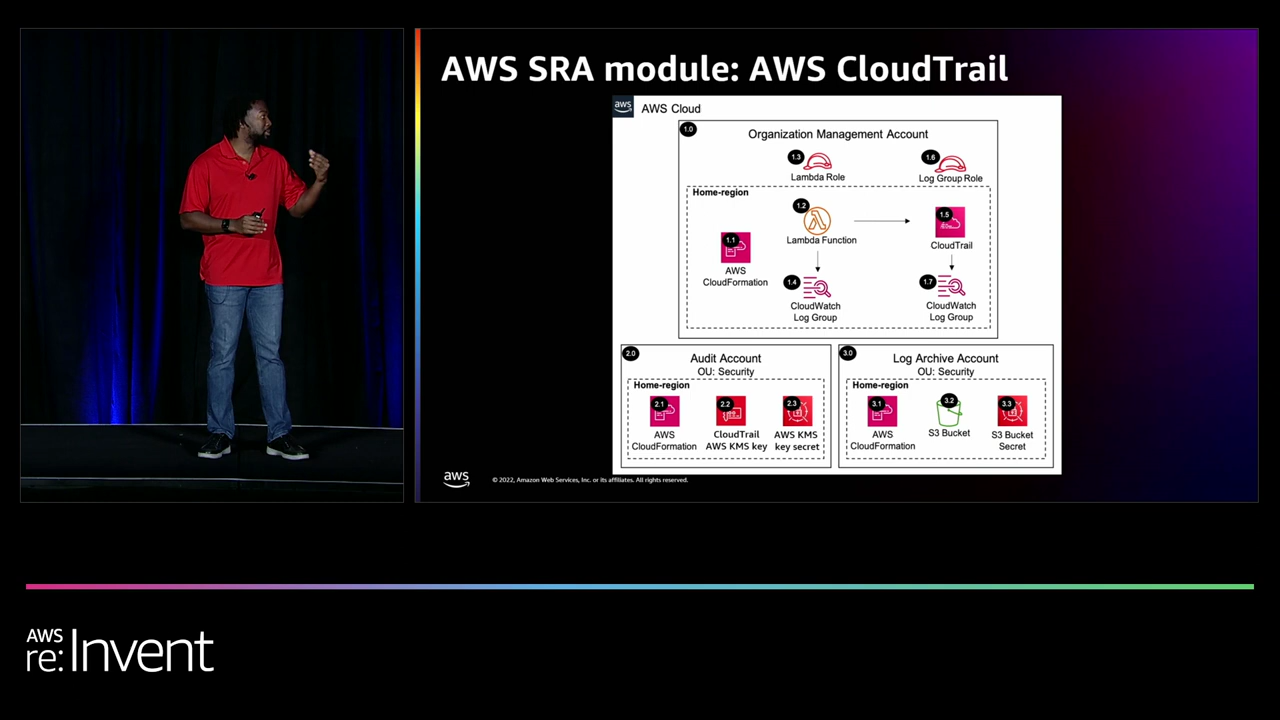 AWS SRA module: AWS CloudTrail
aws
AWS Cloud
1.0
Organization Management Account
1.3
Lambda Role
1.6
Log Group Role
Home-region
1.2
Lambda Function
1.5
CloudTrail
1.1
AWS
CloudFormation
1.4
CloudWatch
Log Group
1.7
CloudWatch
Log Group
2.0
Audit Account
OU: Security
Home-region
2.1
AWS
CloudFormation
2.2
CloudTrail
AWS KMS key
2.3
AWS KMS
key secret
3.0
Log Archive Account
OU: Security
Home-region
3.1
AWS
CloudFormation
3.2
S3 Bucket
3.3
S3 Bucket
Secret
aws
© 2022, Amazon Web Services, Inc. or its affiliates. All rights reserved.
AWS
re:Invent